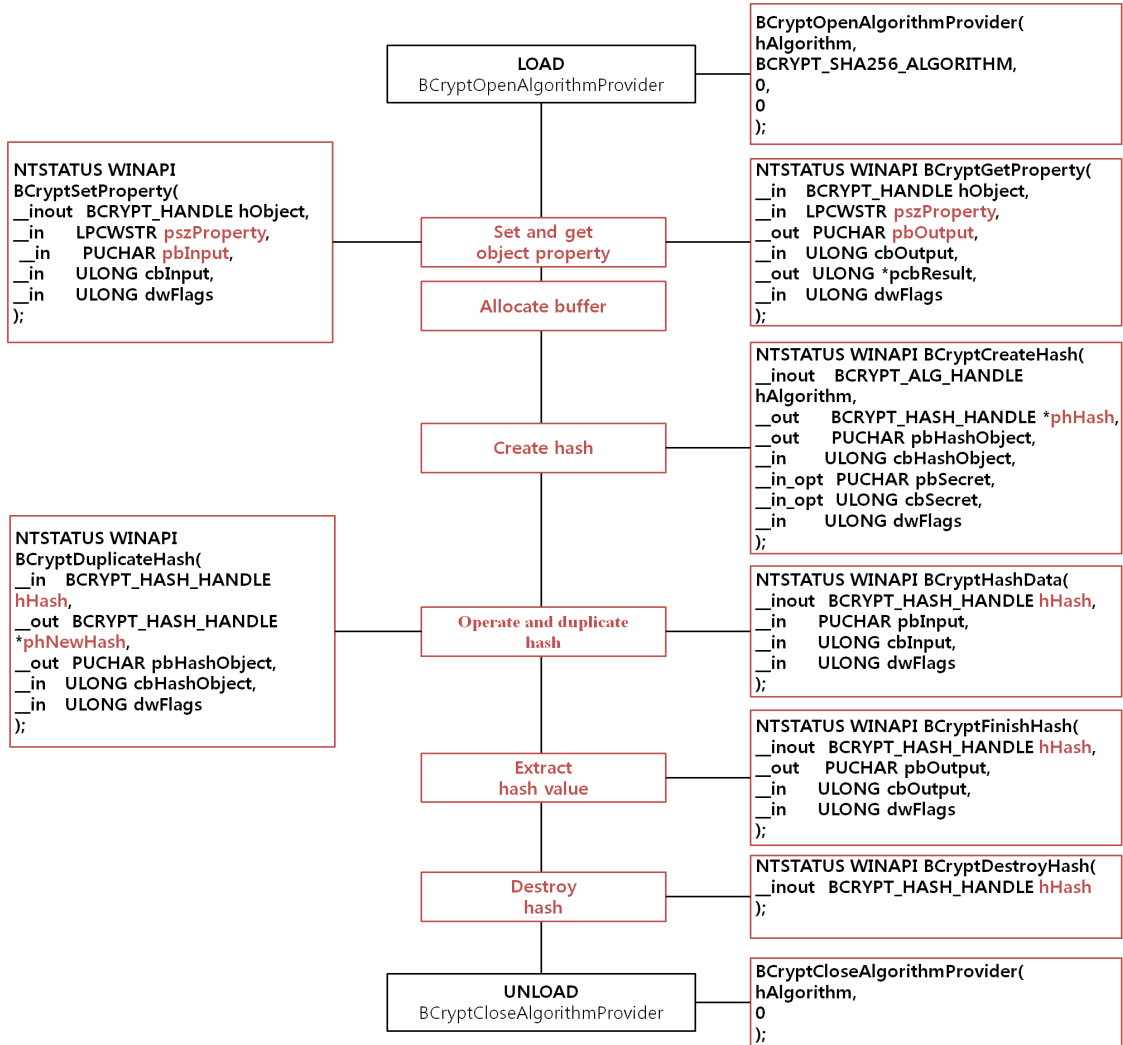 LOAD
BCryptOpenAlgorithmProvider
BCryptOpenAlgorithmProvider(
hAlgorithm,
BCRYPT_SHA256_ALGORITHM,
0,
0
);
NTSTATUS WINAPI
BCryptSetProperty(
__inout BCRYPT_HANDLE hObject,
__in LPCWSTR pszProperty,
__in PUCHAR pbInput,
__in ULONG cbInput,
__in ULONG dwFlags
);
Set and get
object property
NTSTATUS WINAPI BCryptGetProperty(
__in BCRYPT_HANDLE hObject,
__in LPCWSTR pszProperty,
__out PUCHAR pbOutput,
__in ULONG cbOutput,
__out ULONG *pcbResult,
__in ULONG dwFlags
);
Allocate buffer
Create hash
NTSTATUS WINAPI BCryptCreateHash(
__inout BCRYPT_ALG_HANDLE
hAlgorithm,
__out BCRYPT_HASH_HANDLE *phHash,
__out PUCHAR pbHashObject,
__in ULONG cbHashObject,
__in_opt PUCHAR pbSecret,
__in_opt ULONG cbSecret,
__in ULONG dwFlags
);
NTSTATUS WINAPI
BCryptDuplicateHash(
__in BCRYPT_HASH_HANDLE
hHash,
__out BCRYPT_HASH_HANDLE
*phNewHash,
__out PUCHAR pbHashObject,
__in ULONG cbHashObject,
__in ULONG dwFlags
);
Operate and duplicate
hash
NTSTATUS WINAPI BCryptHashData(
__inout BCRYPT_HASH_HANDLE hHash,
__in PUCHAR pbInput,
__in ULONG cbInput,
__in ULONG dwFlags
);
Extract
hash value
NTSTATUS WINAPI BCryptFinishHash(
__inout BCRYPT_HASH_HANDLE hHash,
__out PUCHAR pbOutput,
__in ULONG cbOutput,
__in ULONG dwFlags
);
Destroy
hash
NTSTATUS WINAPI BCryptDestroyHash(
__inout BCRYPT_HASH_HANDLE hHash
);
UNLOAD
BCryptCloseAlgorithmProvider
BCryptCloseAlgorithmProvider(
hAlgorithm,
0
);